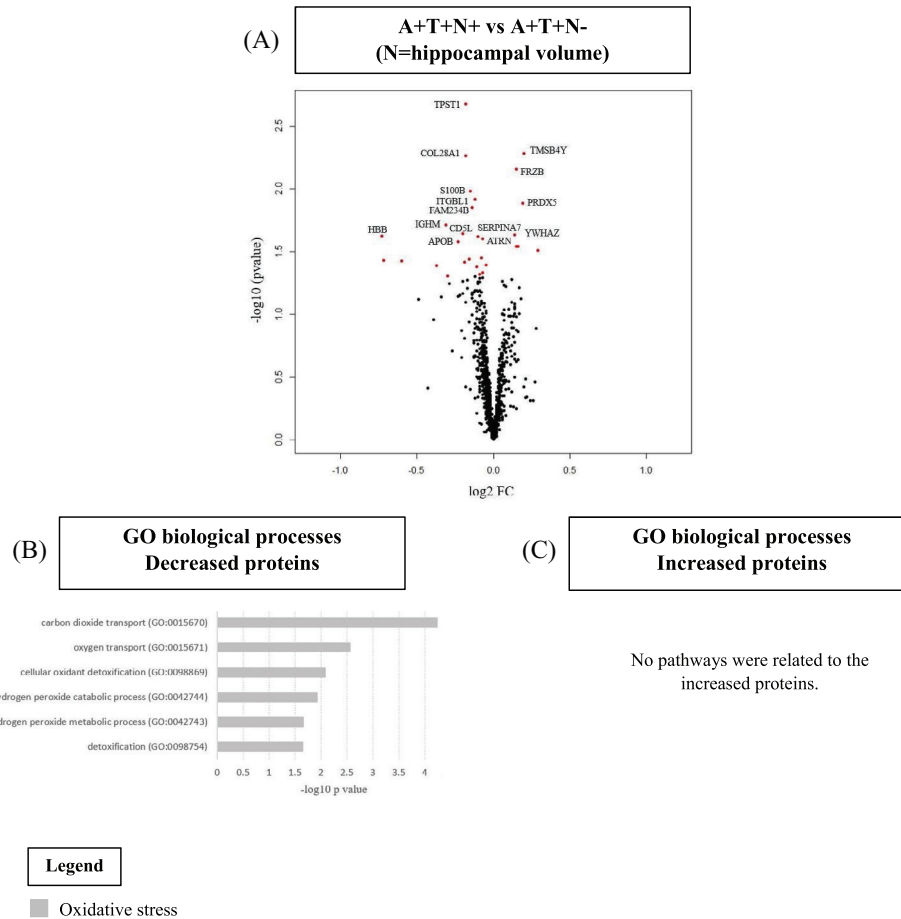 (A)
A+T+N+ vs A+T+N-
(N=hippocampal volume)
TPST1
COL28A1
TMSB4Y
FRZB
S100B
ITGBL1
FAM234B
PRDX5
IGHM
CD5L
SERPINA7
HBB
APOB
ATRN
YWHAZ
-log10 (pvalue)
2.5
2.0
1.5
1.0
0.5
0.0
-1.0 -0.5 0.0 0.5 1.0
log2 FC
(B)
GO biological processes
Decreased proteins
carbon dioxide transport (GO:0015670)
oxygen transport (GO:0015671)
cellular oxidant detoxification (GO:0098869)
ydrogen peroxide catabolic process (GO:0042744)
drogen peroxide metabolic process (GO:0042743)
detoxification (GO:0098754)
0 0.5 1 1.5 2 2.5 3 3.5 4
-log10 p value
(C)
GO biological processes
Increased proteins
No pathways were related to the
increased proteins.
Legend
Oxidative stress